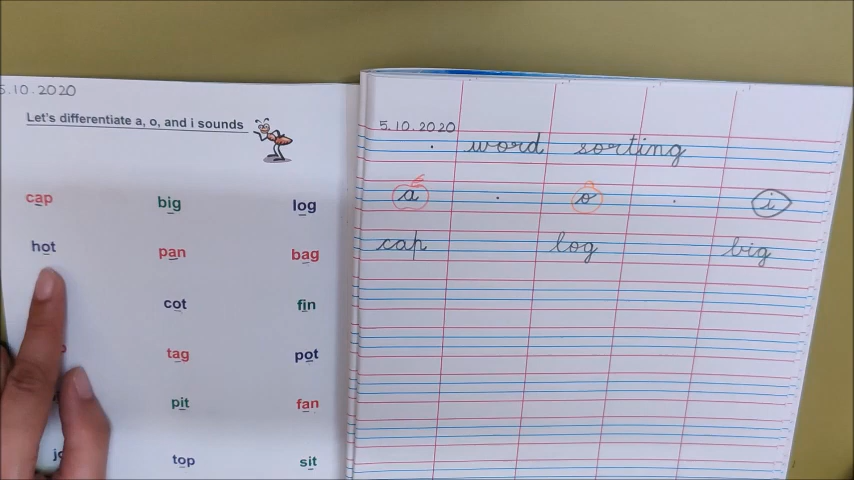 5.10.2020
Let's differentiate a, o, and i sounds
cap big log
hot pan bag
cot fin
tag pot
pit fan
top sit
5.10.2020
word sorting
a o i
cap log big